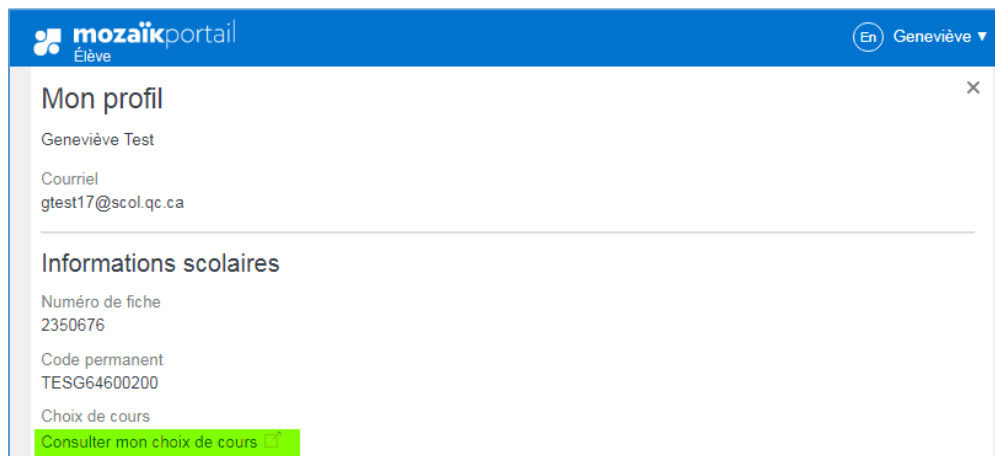 mozaïkportail
Élève
En Geneviève ▼
Mon profil
×
Geneviève Test
Courriel
gtest17@scol.qc.ca
Informations scolaires
Numéro de fiche
2350676
Code permanent
TESG64600200
Choix de cours
Consulter mon choix de cours